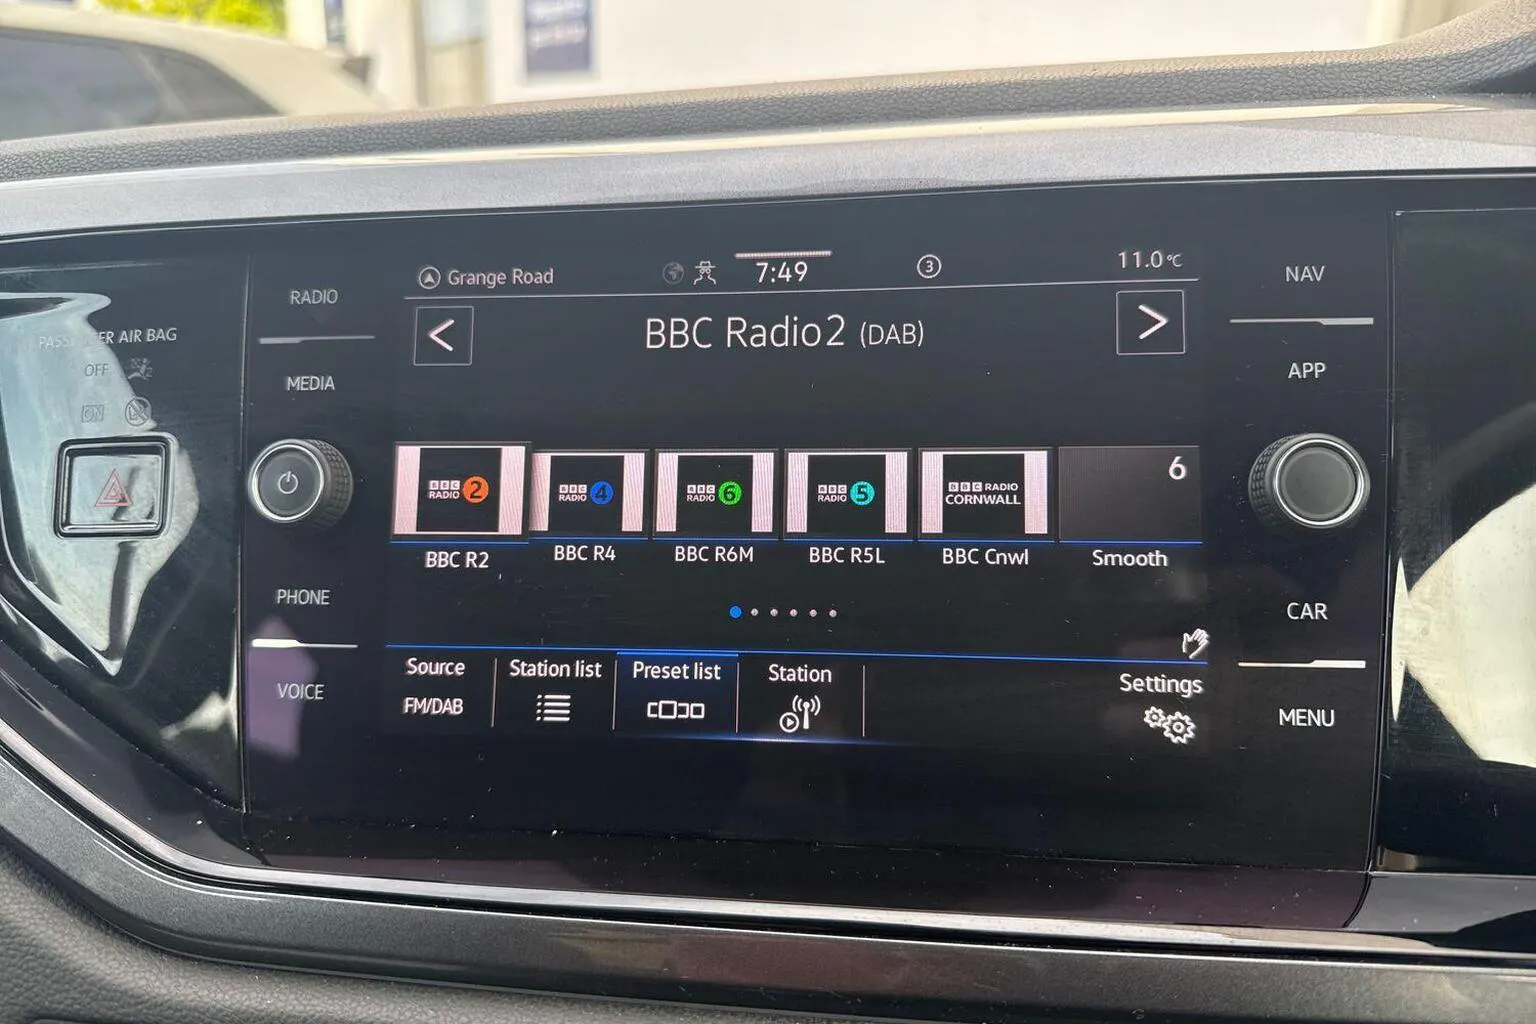 RADIO
MEDIA
PHONE
VOICE
AIR BAG
OFF
ON
Grange Road
7:49
3
11.0°C
<
BBC Radio2 (DAB)
>
BBC RADIO 2
BBC RADIO 4
BBC RADIO 6
BBC RADIO 5
BBC RADIO CORNWALL
6
BBC R2
BBC R4
BBC R6M
BBC R5L
BBC Cnwl
Smooth
Source
FM/DAB
Station list
Preset list
Station
Settings
NAV
APP
CAR
MENU